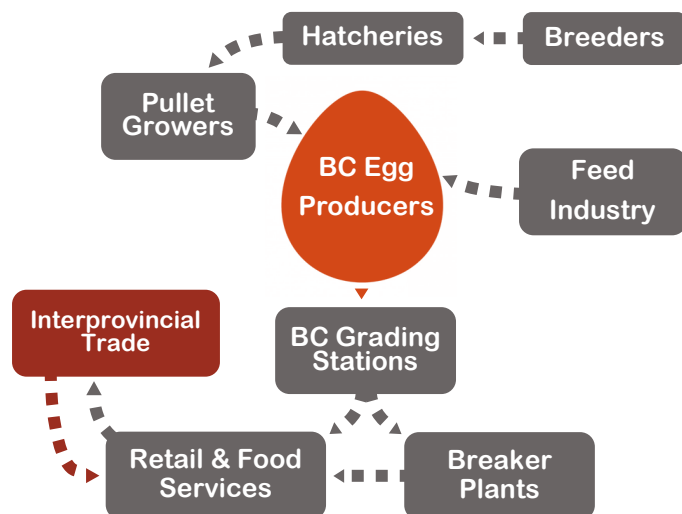 Hatcheries
Breeders
Pullet
Growers
BC Egg
Producers
Feed
Industry
Interprovincial
Trade
BC Grading
Stations
Retail & Food
Services
Breaker
Plants